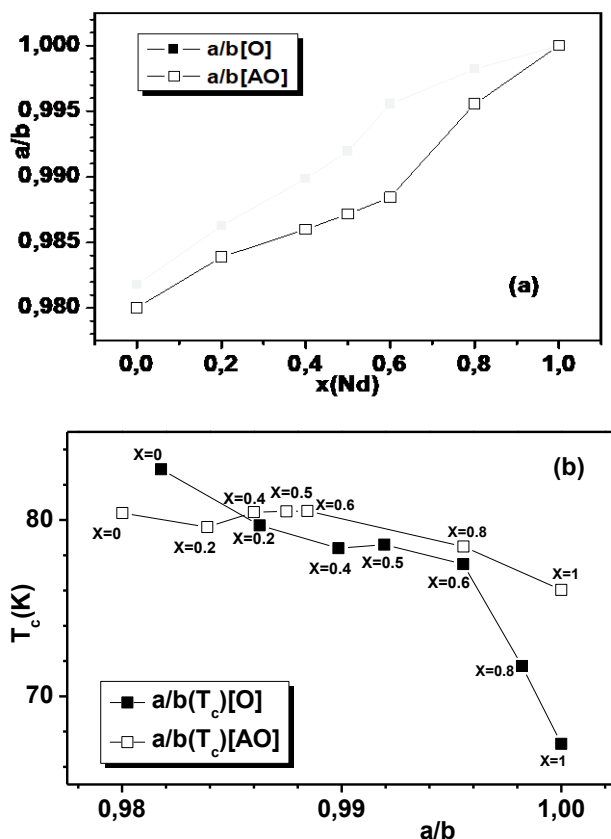 1,000
0,995
0,990
0,985
0,980
a/b
a/b[O]
a/b[AO]
(a)
0,0 0,2 0,4 0,6 0,8 1,0
x(Nd)
(b)
80
70
T_c(K)
X=0
X=0
X=0.2
X=0.4
X=0.2
X=0.5
X=0.6
X=0.4
X=0.5
X=0.6
X=0.8
X=0.8
X=1
X=1
a/b(T_c)[O]
a/b(T_c)[AO]
0,98 0,99 1,00
a/b